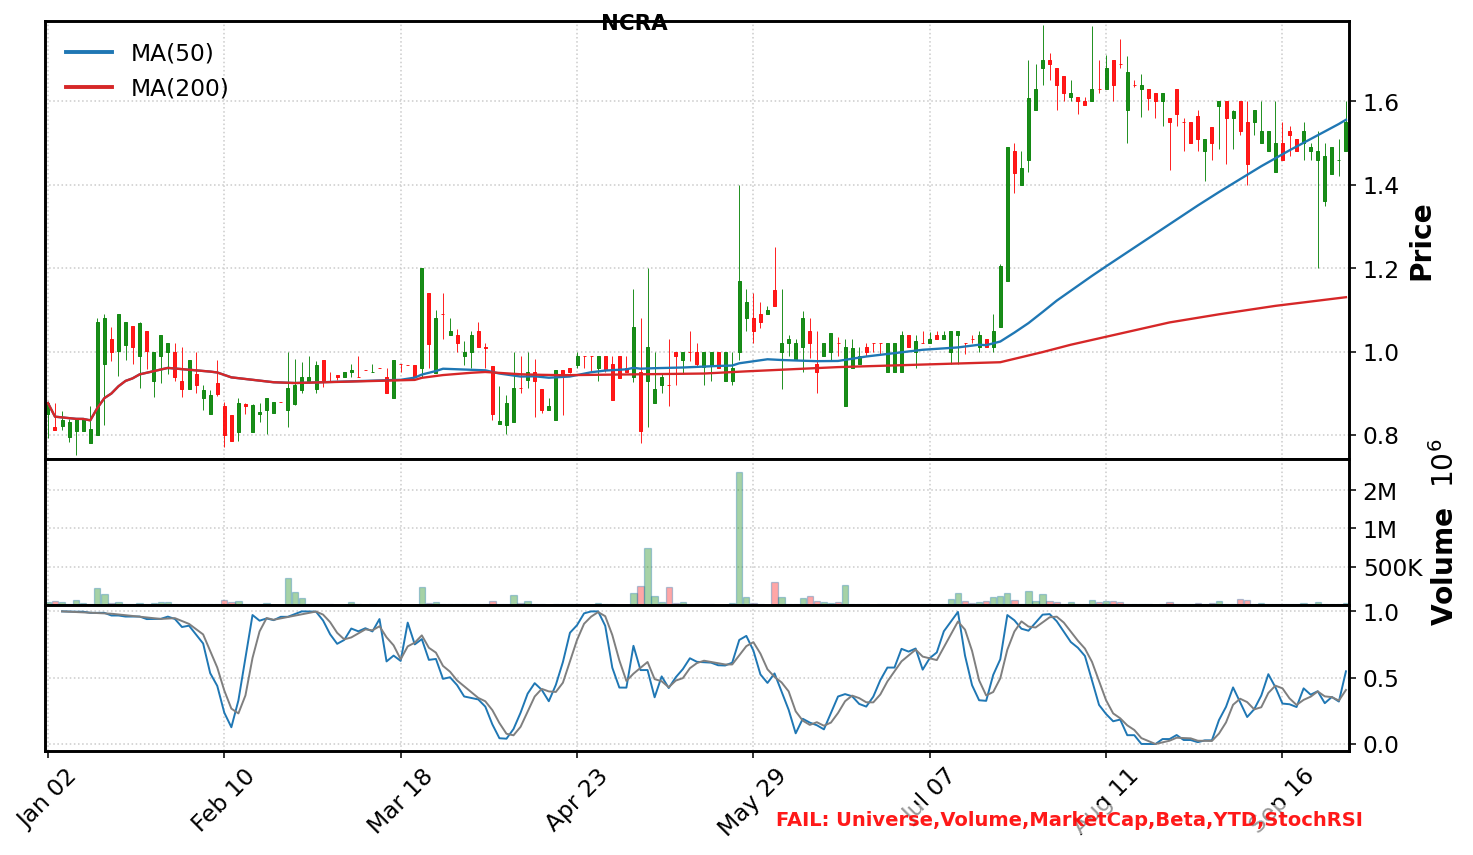 NCRA
MA(50)
MA(200)
1.6
1.4
1.2
1.0
0.8
Price
2M
1M
500K
Volume 10⁶
1.0
0.5
0.0
Jan 02
Feb 10
Mar 18
Apr 23
May 29
Jul 07
Aug 11
Sep 16
FAIL: Universe,Volume,MarketCap,Beta,YTD,StochRSI